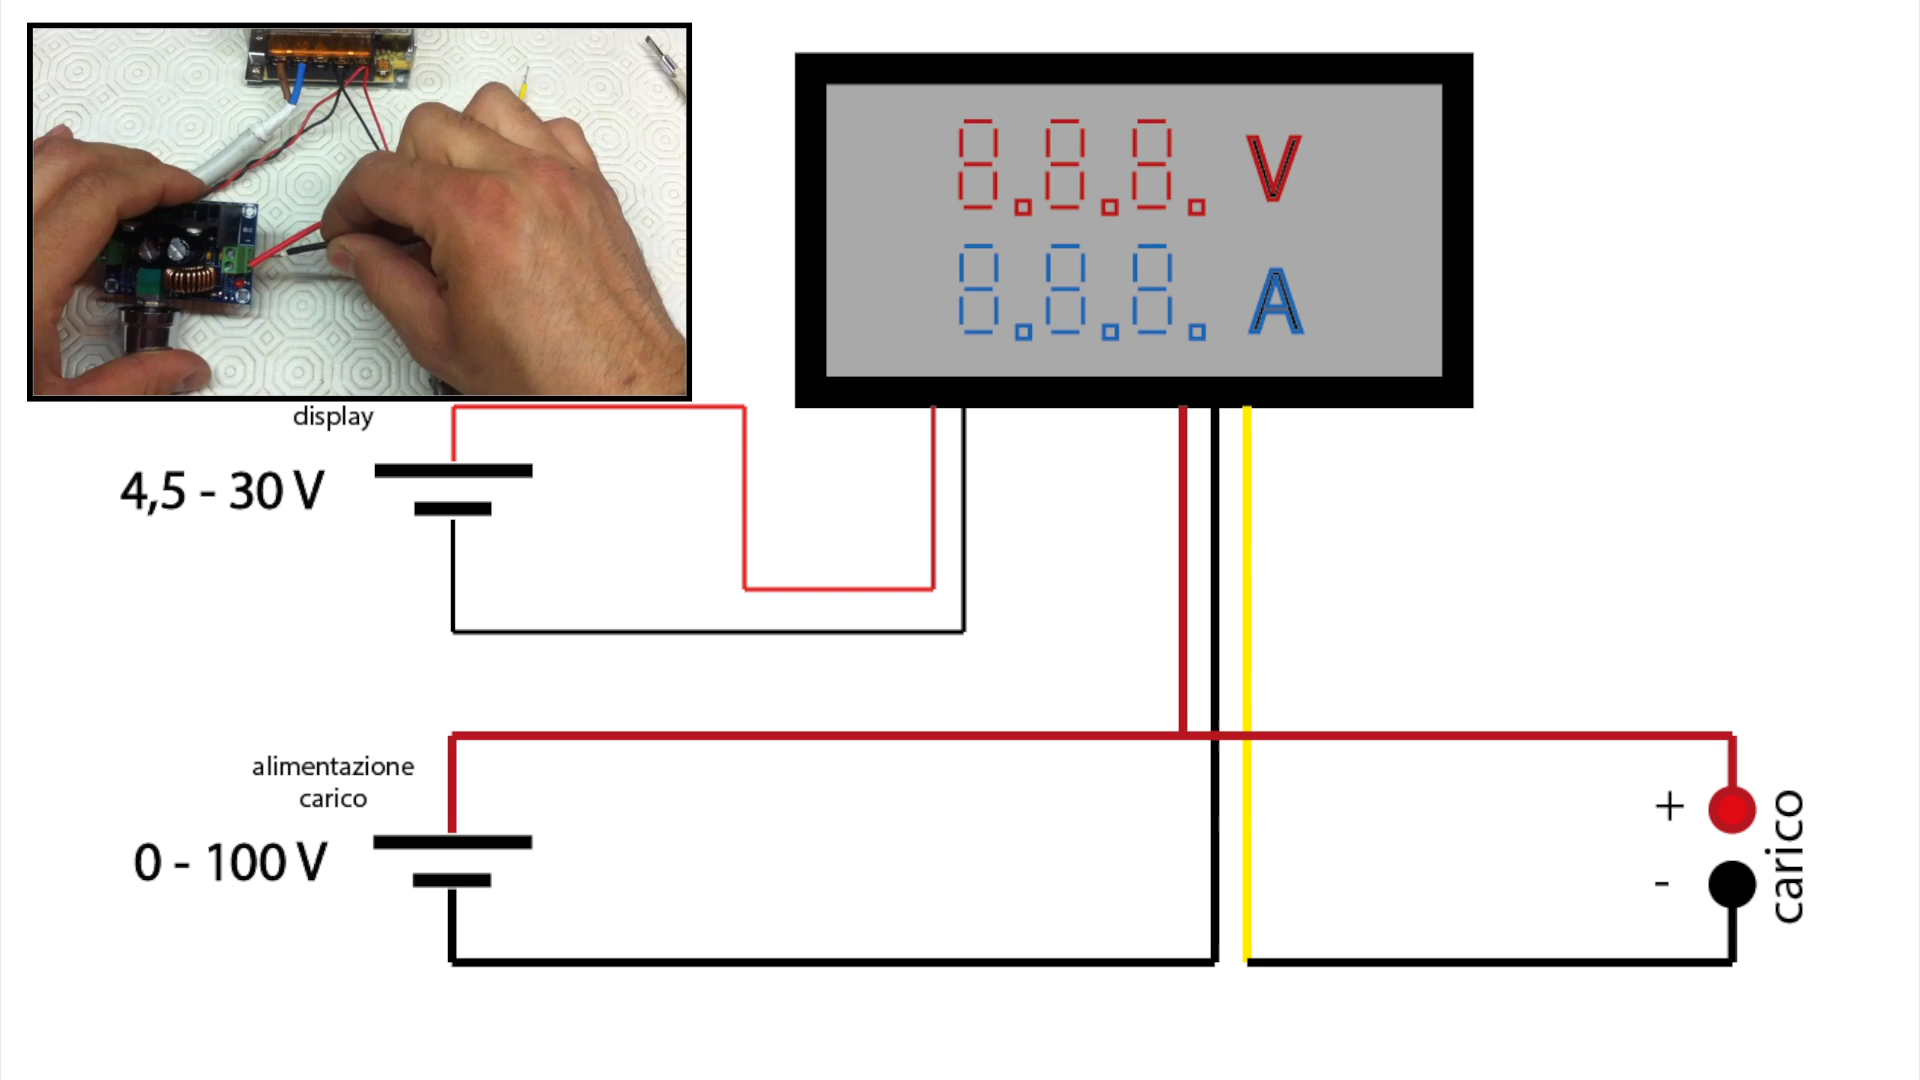 8.8.8. V
8.8.8. A
display
4,5 - 30 V
alimentazione
carico
0 - 100 V
+
-
carico